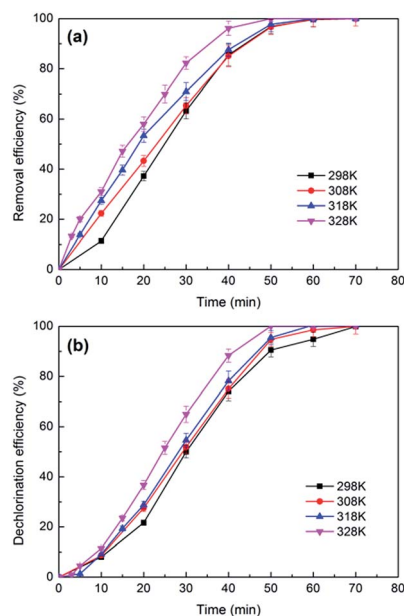 (a)
Removal efficiency (%)
100
80
60
40
20
0
298K
308K
318K
328K
0 10 20 30 40 50 60 70 80
Time (min)
(b)
Dechlorination efficiency (%)
100
80
60
40
20
0
298K
308K
318K
328K
0 10 20 30 40 50 60 70 80
Time (min)